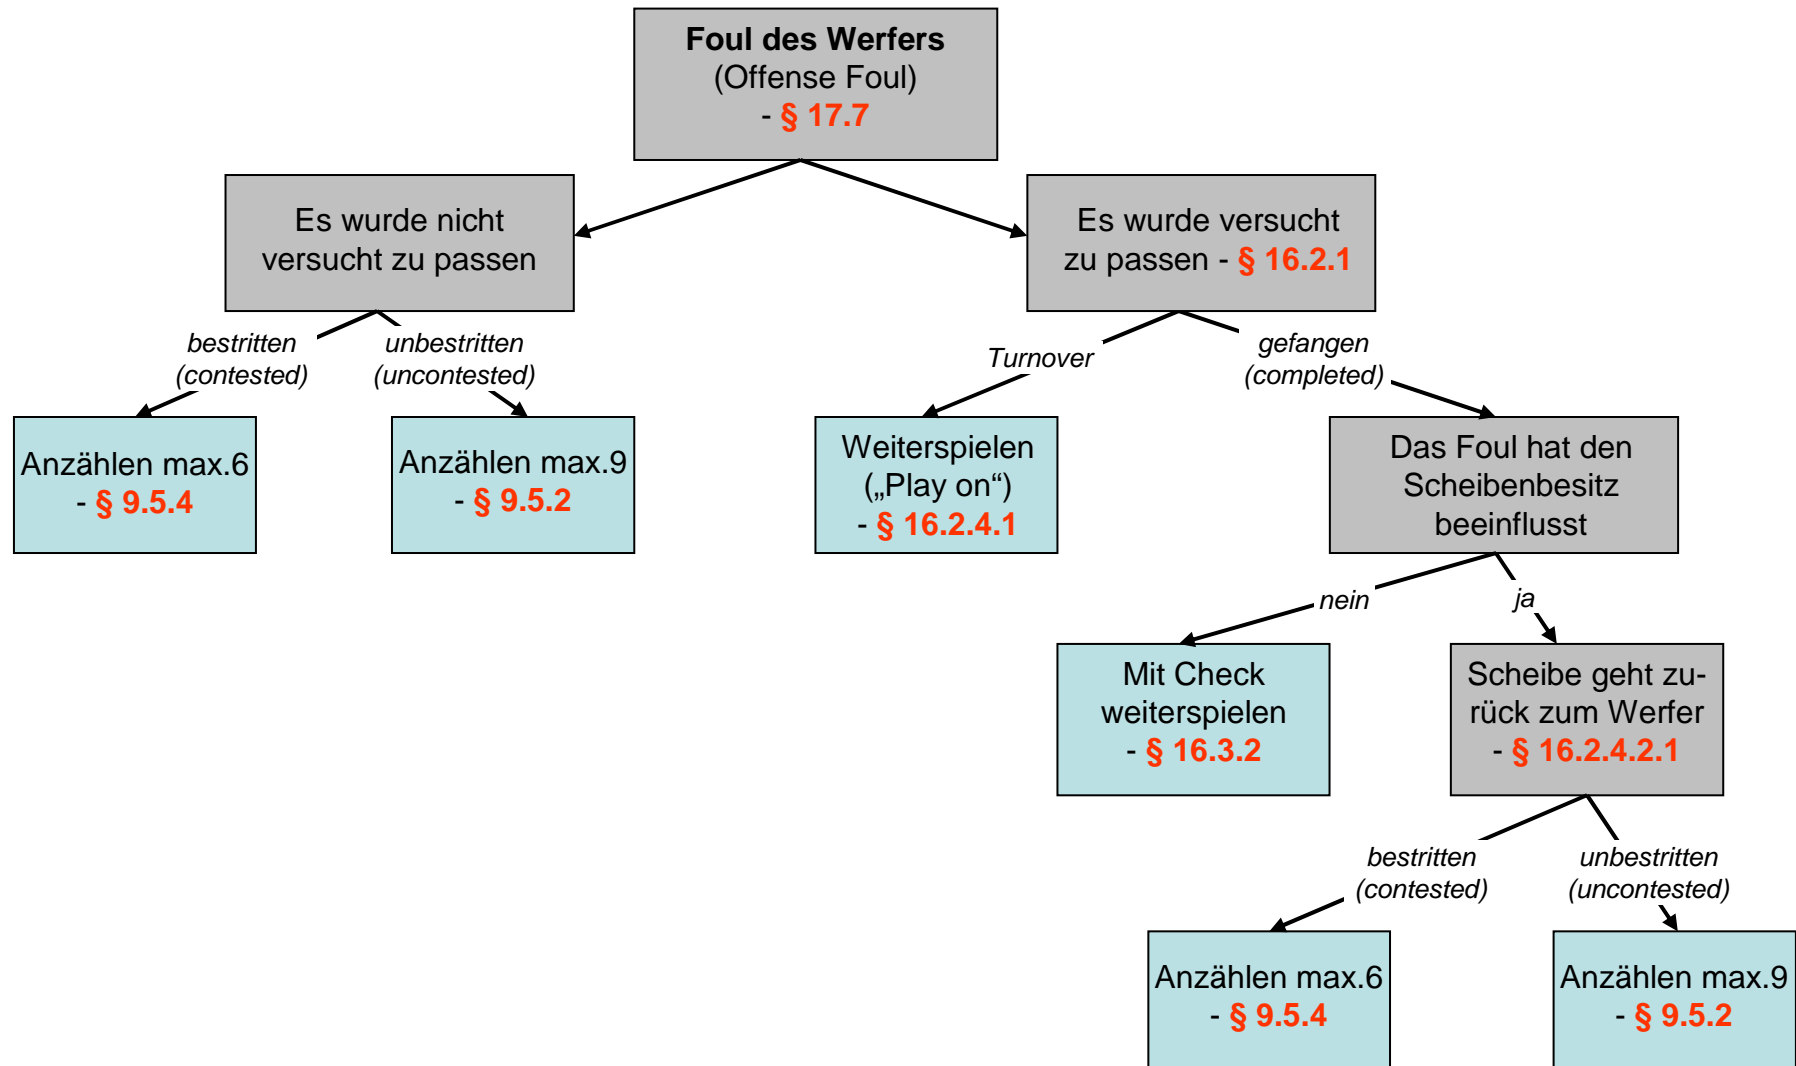 Foul des Werfers
(Offense Foul)
- § 17.7
Es wurde nicht
versucht zu passen
Es wurde versucht
zu passen - § 16.2.1
bestritten
(contested)
unbestritten
(uncontested)
Turnover
gefangen
(completed)
Anzählen max.6
- § 9.5.4
Anzählen max.9
- § 9.5.2
Weiterspielen
(„Play on“)
- § 16.2.4.1
Das Foul hat den
Scheibenbesitz
beeinflusst
nein
ja
Mit Check
weiterspielen
- § 16.3.2
Scheibe geht zu-
rück zum Werfer
- § 16.2.4.2.1
bestritten
(contested)
unbestritten
(uncontested)
Anzählen max.6
- § 9.5.4
Anzählen max.9
- § 9.5.2